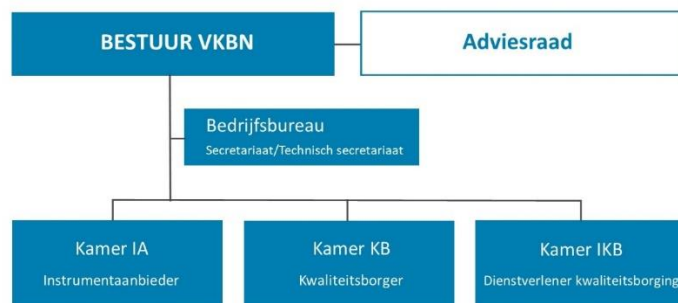 BESTUUR VKBN
Adviesraad
Bedrijfsbureau
Secretariaat/Technisch secretariaat
Kamer IA
Instrumentaanbieder
Kamer KB
Kwaliteitsborger
Kamer IKB
Dienstverlener kwaliteitsborging